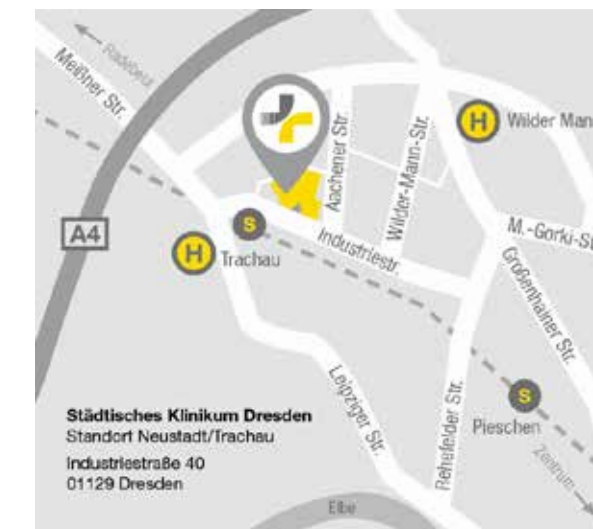 Radebeul
Meißner Str.
Aachener Str.
Wilder-Mann-Str.
H
Wilder Man
A4
S
H
Trachau
Industriestr.
M.-Gorki-St
Großenhainer Str.
Leipziger Str.
Rehefelder Str.
S
Pieschen
Zentrum
Städtisches Klinikum Dresden
Standort Neustadt/Trachau
Industriestraße 40
01129 Dresden
Elbe